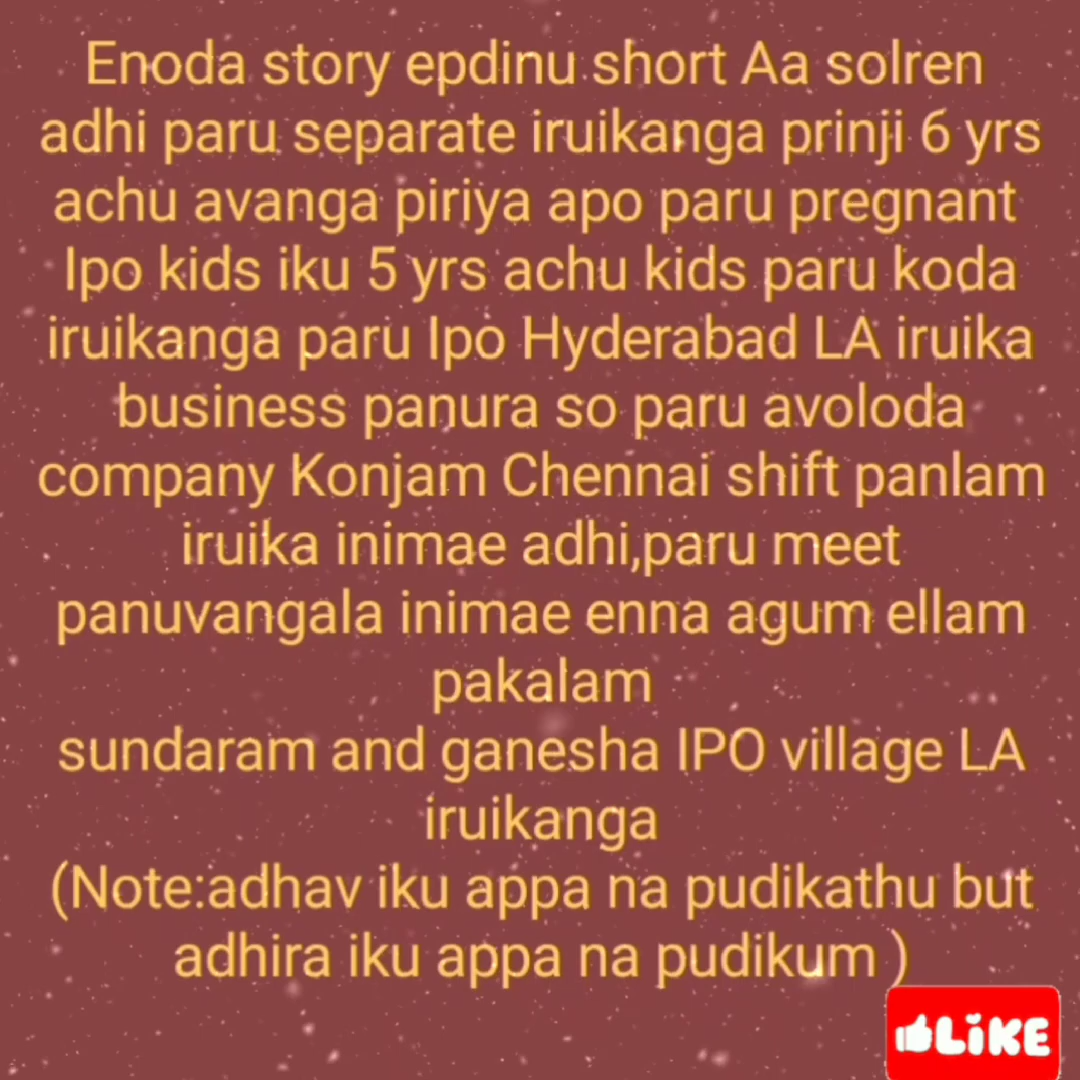 Enoda story epdinu short Aa solren
adhi paru separate iruikanga prinji 6 yrs
achu avanga piriya apo paru pregnant
Ipo kids iku 5 yrs achu kids paru koda
iruikanga paru Ipo Hyderabad LA iruika
business panura so paru avoloda
company Konjam Chennai shift panlam
iruika inimae adhi,paru meet
panuvangala inimae enna agum ellam
pakalam
sundaram and ganesha IPO village LA
iruikanga
(Note:adhav iku appa na pudikathu but
adhira iku appa na pudikum )
LiKE